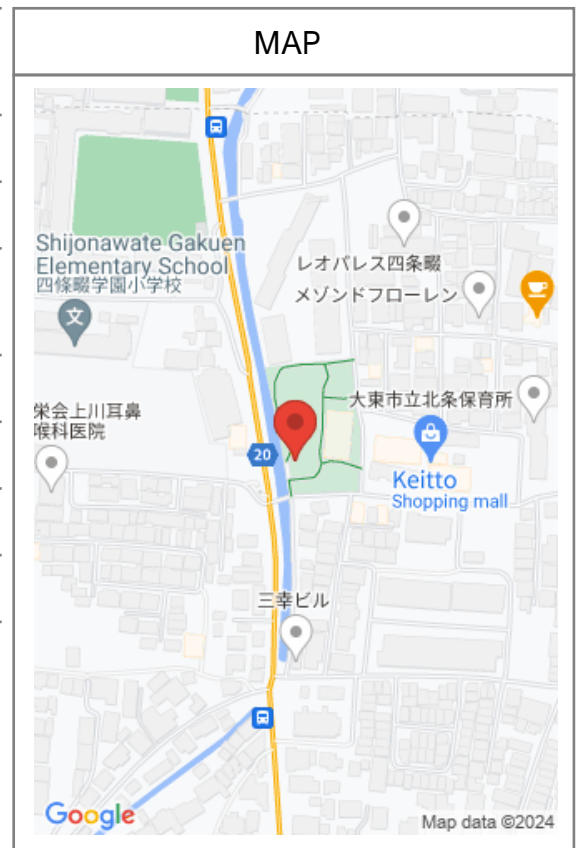 MAP
Shijonawate Gakuen
Elementary School
四條畷学園小学校
文
レオパレス四条畷
メゾンドフローレン
栄会上川耳鼻
喉科医院
大東市立北条保育所
20
Keitto
Shopping mall
三幸ビル
Google
Map data ©2024